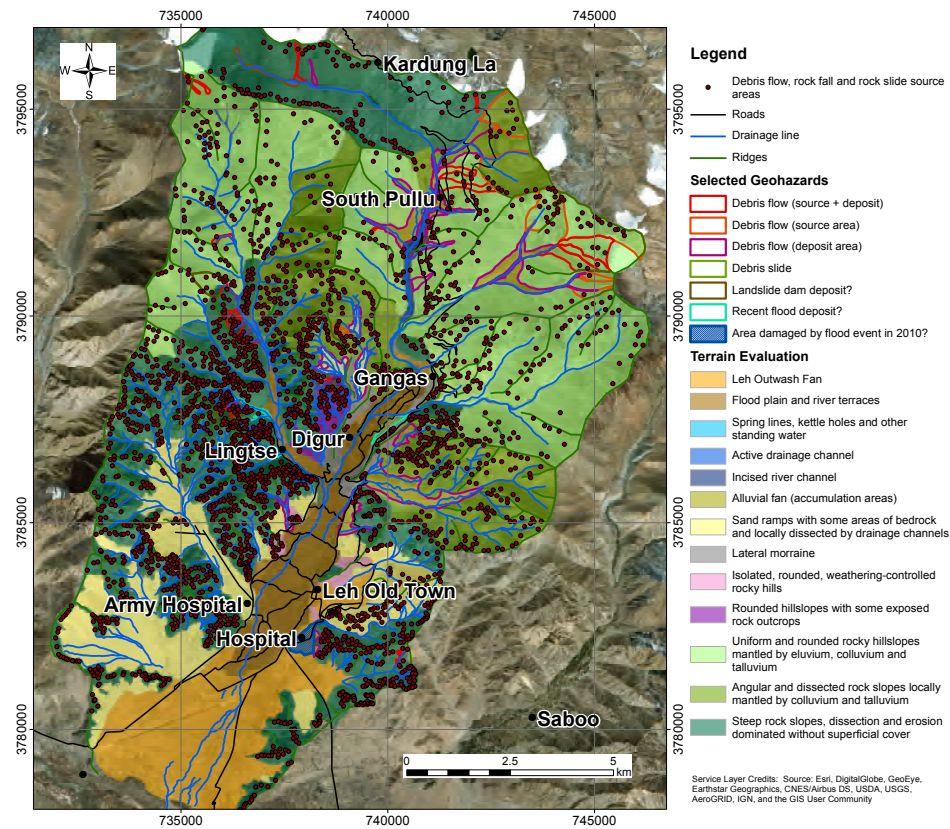 735000
740000
745000
N
W
E
S
3795000
3790000
3785000
3780000
3795000
3790000
3785000
3780000
Kardung La
South Pullu
Gangas
Digur
Lingtse
Leh Old Town
Army Hospital
Hospital
Saboo
0 2.5 5
km
735000
740000
745000
Legend
Debris flow, rock fall and rock slide source
areas
Roads
Drainage line
Ridges
Selected Geohazards
Debris flow (source + deposit)
Debris flow (source area)
Debris flow (deposit area)
Debris slide
Landslide dam deposit?
Recent flood deposit?
Area damaged by flood event in 2010?
Terrain Evaluation
Leh Outwash Fan
Flood plain and river terraces
Spring lines, kettle holes and other
standing water
Active drainage channel
Incised river channel
Alluvial fan (accumulation areas)
Sand ramps with some areas of bedrock
and locally dissected by drainage channels
Lateral morraine
Isolated, rounded, weathering-controlled
rocky hills
Rounded hillslopes with some exposed
rock outcrops
Uniform and rounded rocky hillslopes
mantled by eluvium, colluvium and
talluvium
Angular and dissected rock slopes locally
mantled by colluvium and talluvium
Steep rock slopes, dissection and erosion
dominated without superficial cover
Service Layer Credits: Source: Esri, DigitalGlobe, GeoEye,
Earthstar Geographics, CNES/Airbus DS, USDA, USGS,
AeroGRID, IGN, and the GIS User Community